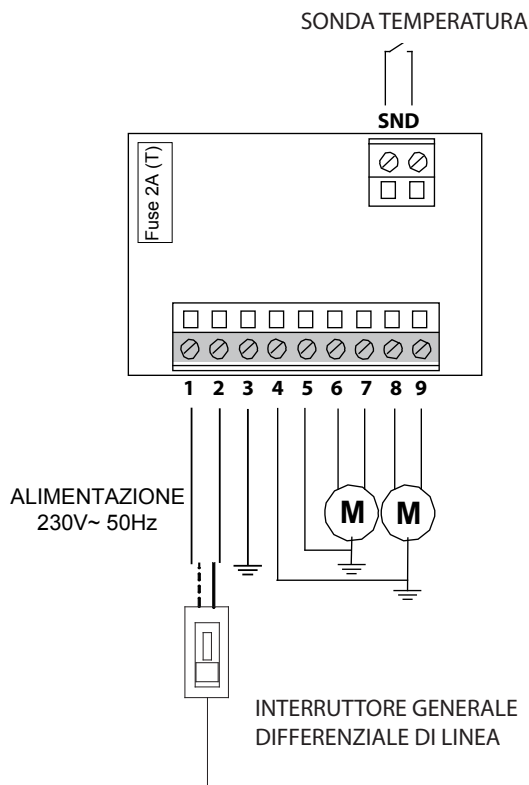 SONDA TEMPERATURA
SND
Fuse 2A (T)
1 2 3 4 5 6 7 8 9
ALIMENTAZIONE
230V~ 50Hz
M M
INTERRUTTORE GENERALE
DIFFERENZIALE DI LINEA